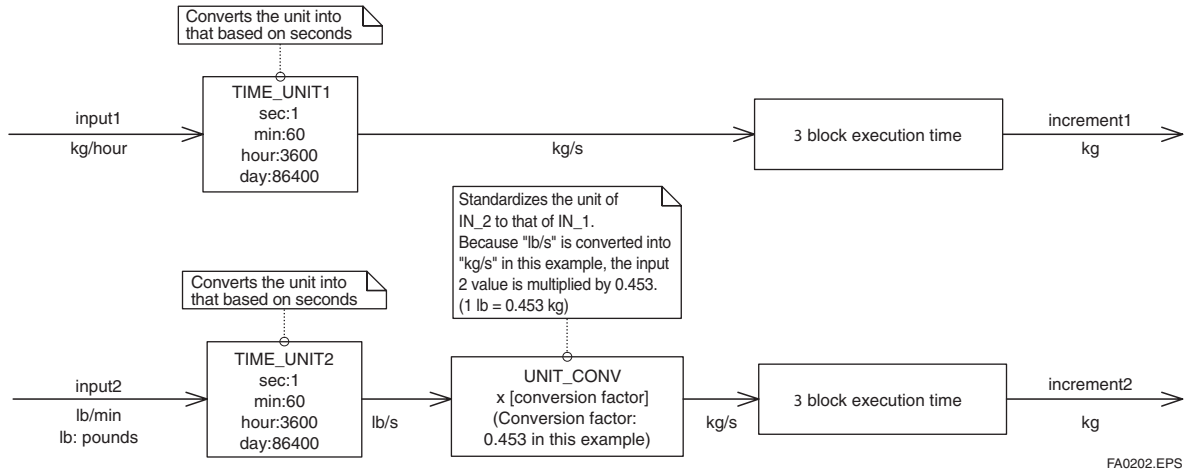 Converts the unit into
that based on seconds
TIME_UNIT1
sec:1
min:60
hour:3600
day:86400
input1
kg/hour
kg/s
3 block execution time
increment1
kg
Standardizes the unit of
IN_2 to that of IN_1.
Because "lb/s" is converted into
"kg/s" in this example, the input
2 value is multiplied by 0.453.
(1 lb = 0.453 kg)
Converts the unit into
that based on seconds
TIME_UNIT2
sec:1
min:60
hour:3600
day:86400
input2
lb/min
lb: pounds
lb/s
UNIT_CONV
x [conversion factor]
(Conversion factor:
0.453 in this example)
kg/s
3 block execution time
increment2
kg
FA0202.EPS